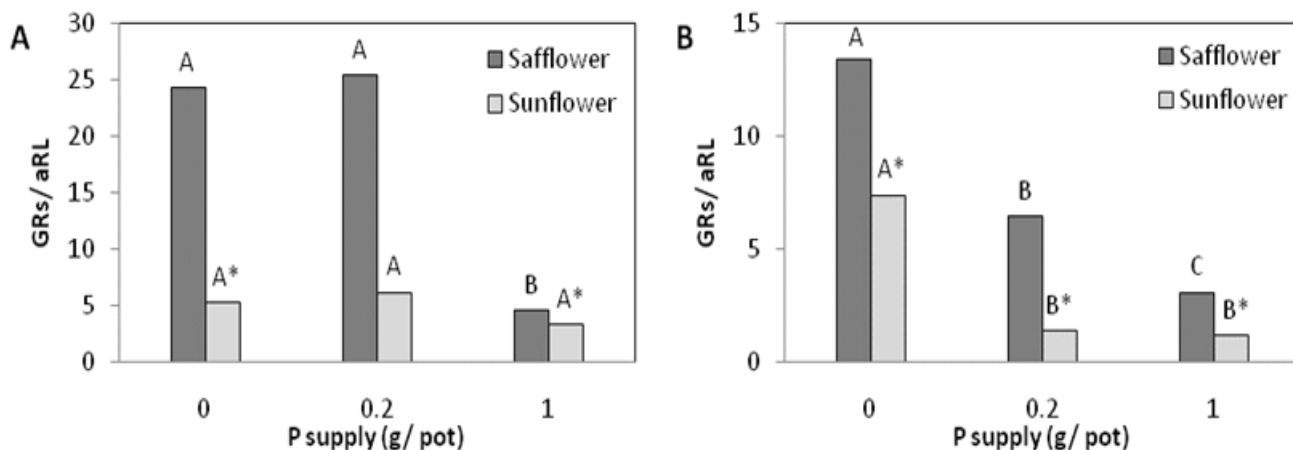 A
30
25
20
15
10
5
0
GRs/ aRL
A
A*
A
A
B
A*
Safflower
Sunflower
0 0.2 1
P supply (g/ pot)
B
15
10
5
0
GRs/ aRL
A
A*
B
B*
C
B*
Safflower
Sunflower
0 0.2 1
P supply (g/ pot)